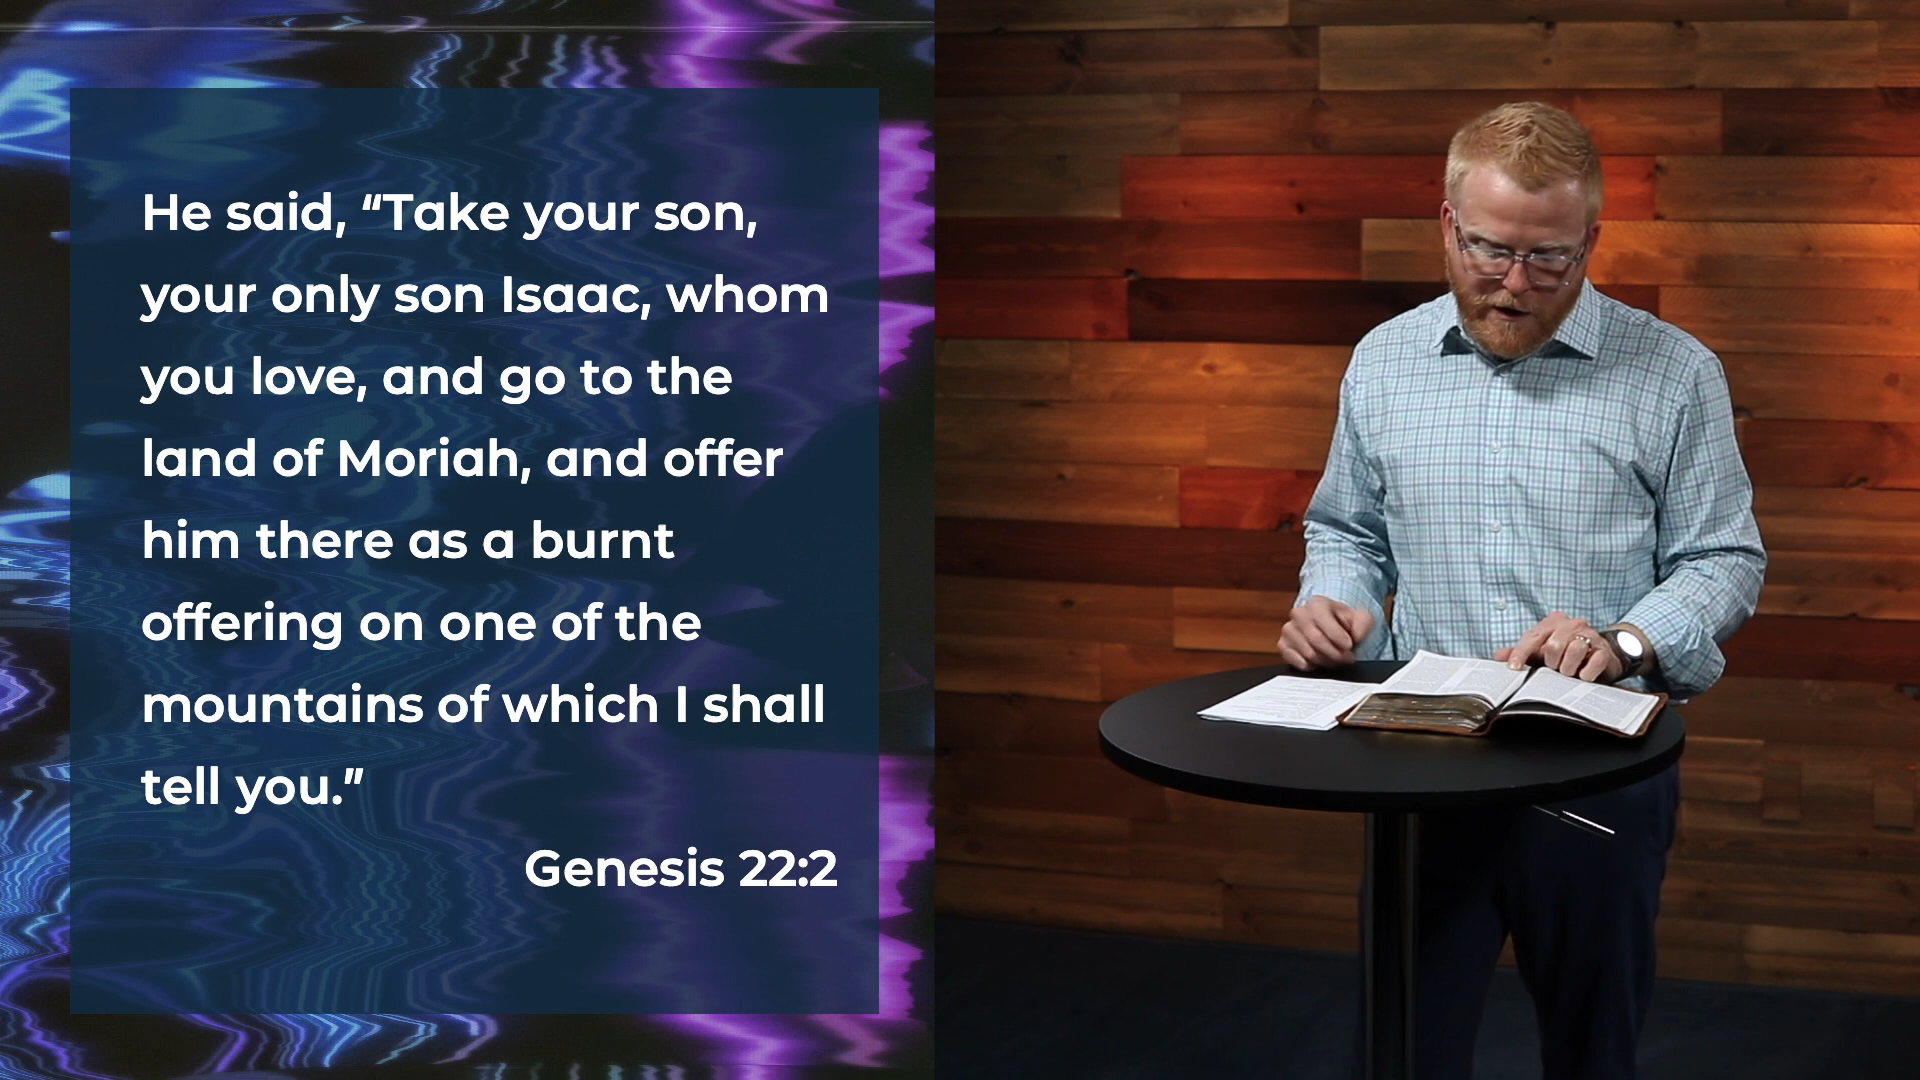 He said, “Take your son,
your only son Isaac, whom
you love, and go to the
land of Moriah, and offer
him there as a burnt
offering on one of the
mountains of which I shall
tell you.”
Genesis 22:2